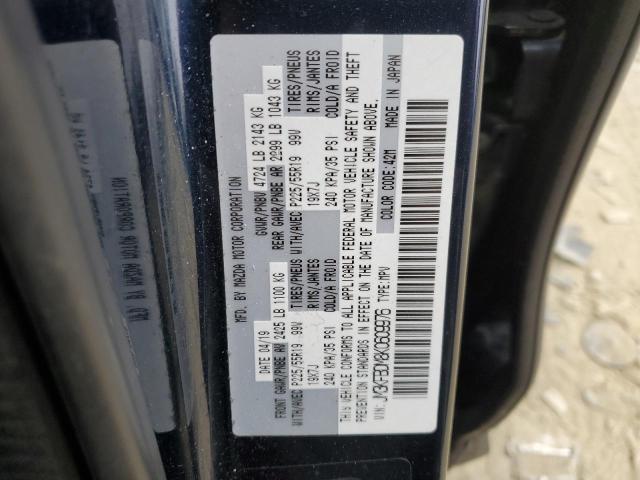 MFD. BY MAZDA MOTOR CORPORATION
DATE 04/19 GVWR/PNBV 4724 LB 2143 KG
FRONT GAWR/PNBE AV 2425 LB 1100 KG REAR GAWR/PNBE AR 2299 LB 1043 KG
WITH/AVEC P225/55R19 99V TIRES/PNEUS WITH/AVEC P225/55R19 99V TIRES/PNEUS
19X7J RIMS/JANTES 19X7J RIMS/JANTES
240 KPA/35 PSI COLD/A FROID 240 KPA/35 PSI COLD/A FROID
THIS VEHICLE CONFORMS TO ALL APPLICABLE FEDERAL MOTOR VEHICLE SAFETY AND THEFT
PREVENTION STANDARDS IN EFFECT ON THE DATE OF MANUFACTURE SHOWN ABOVE.
VIN: JM3KFBDM8K0609976 TYPE: MPV COLOR CODE: 42M MADE IN JAPAN